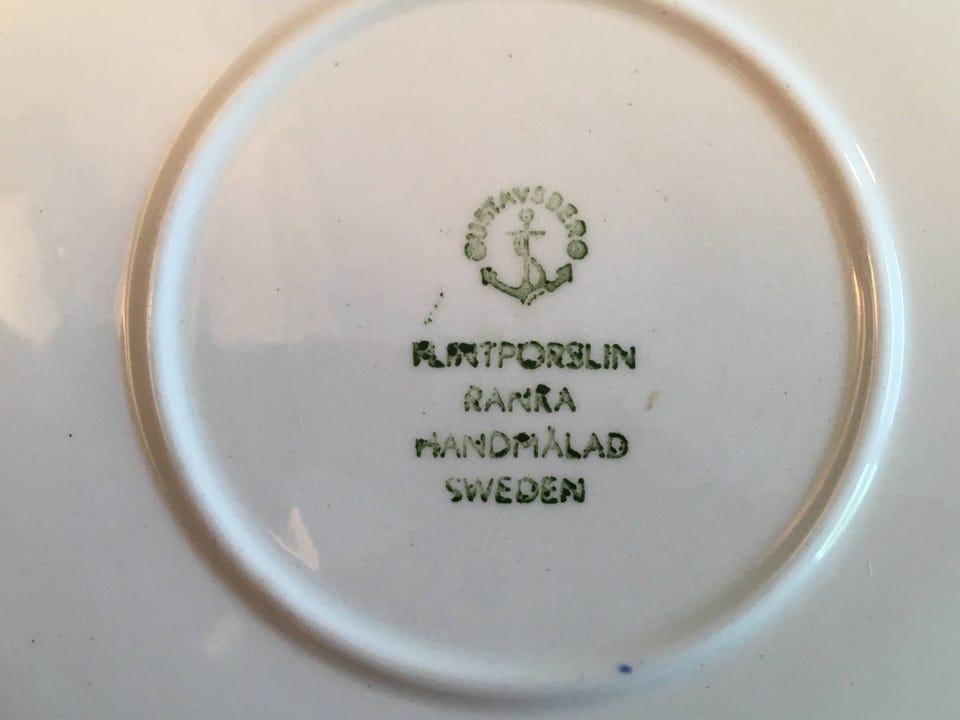 GUSTAVSBERG
FLINTPORSLIN
RANKA
HANDMÅLAD
SWEDEN